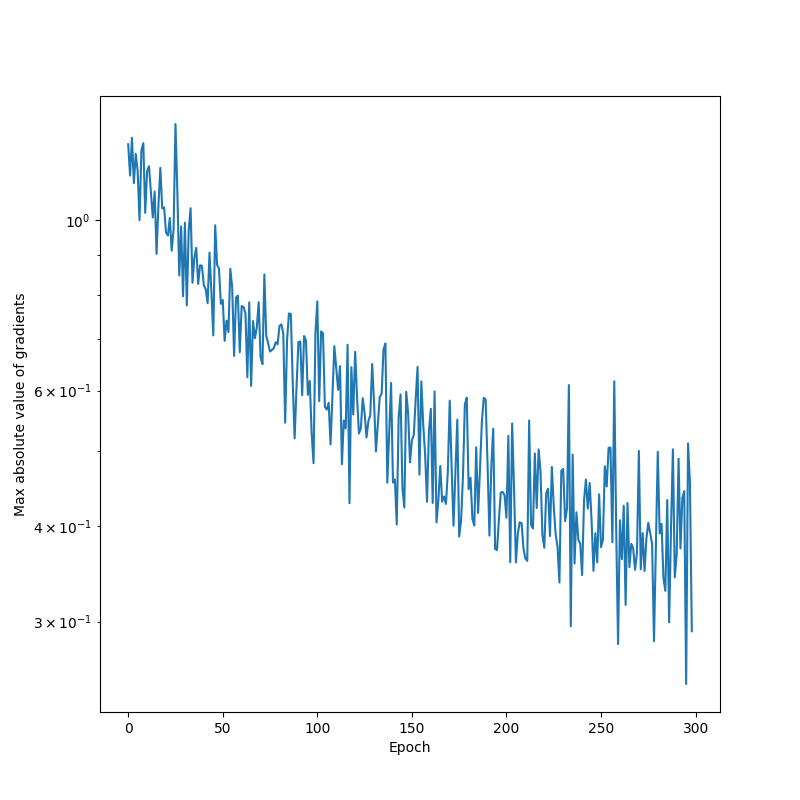 Max absolute value of gradients
10⁰
6 × 10⁻¹
4 × 10⁻¹
3 × 10⁻¹
0 50 100 150 200 250 300
Epoch